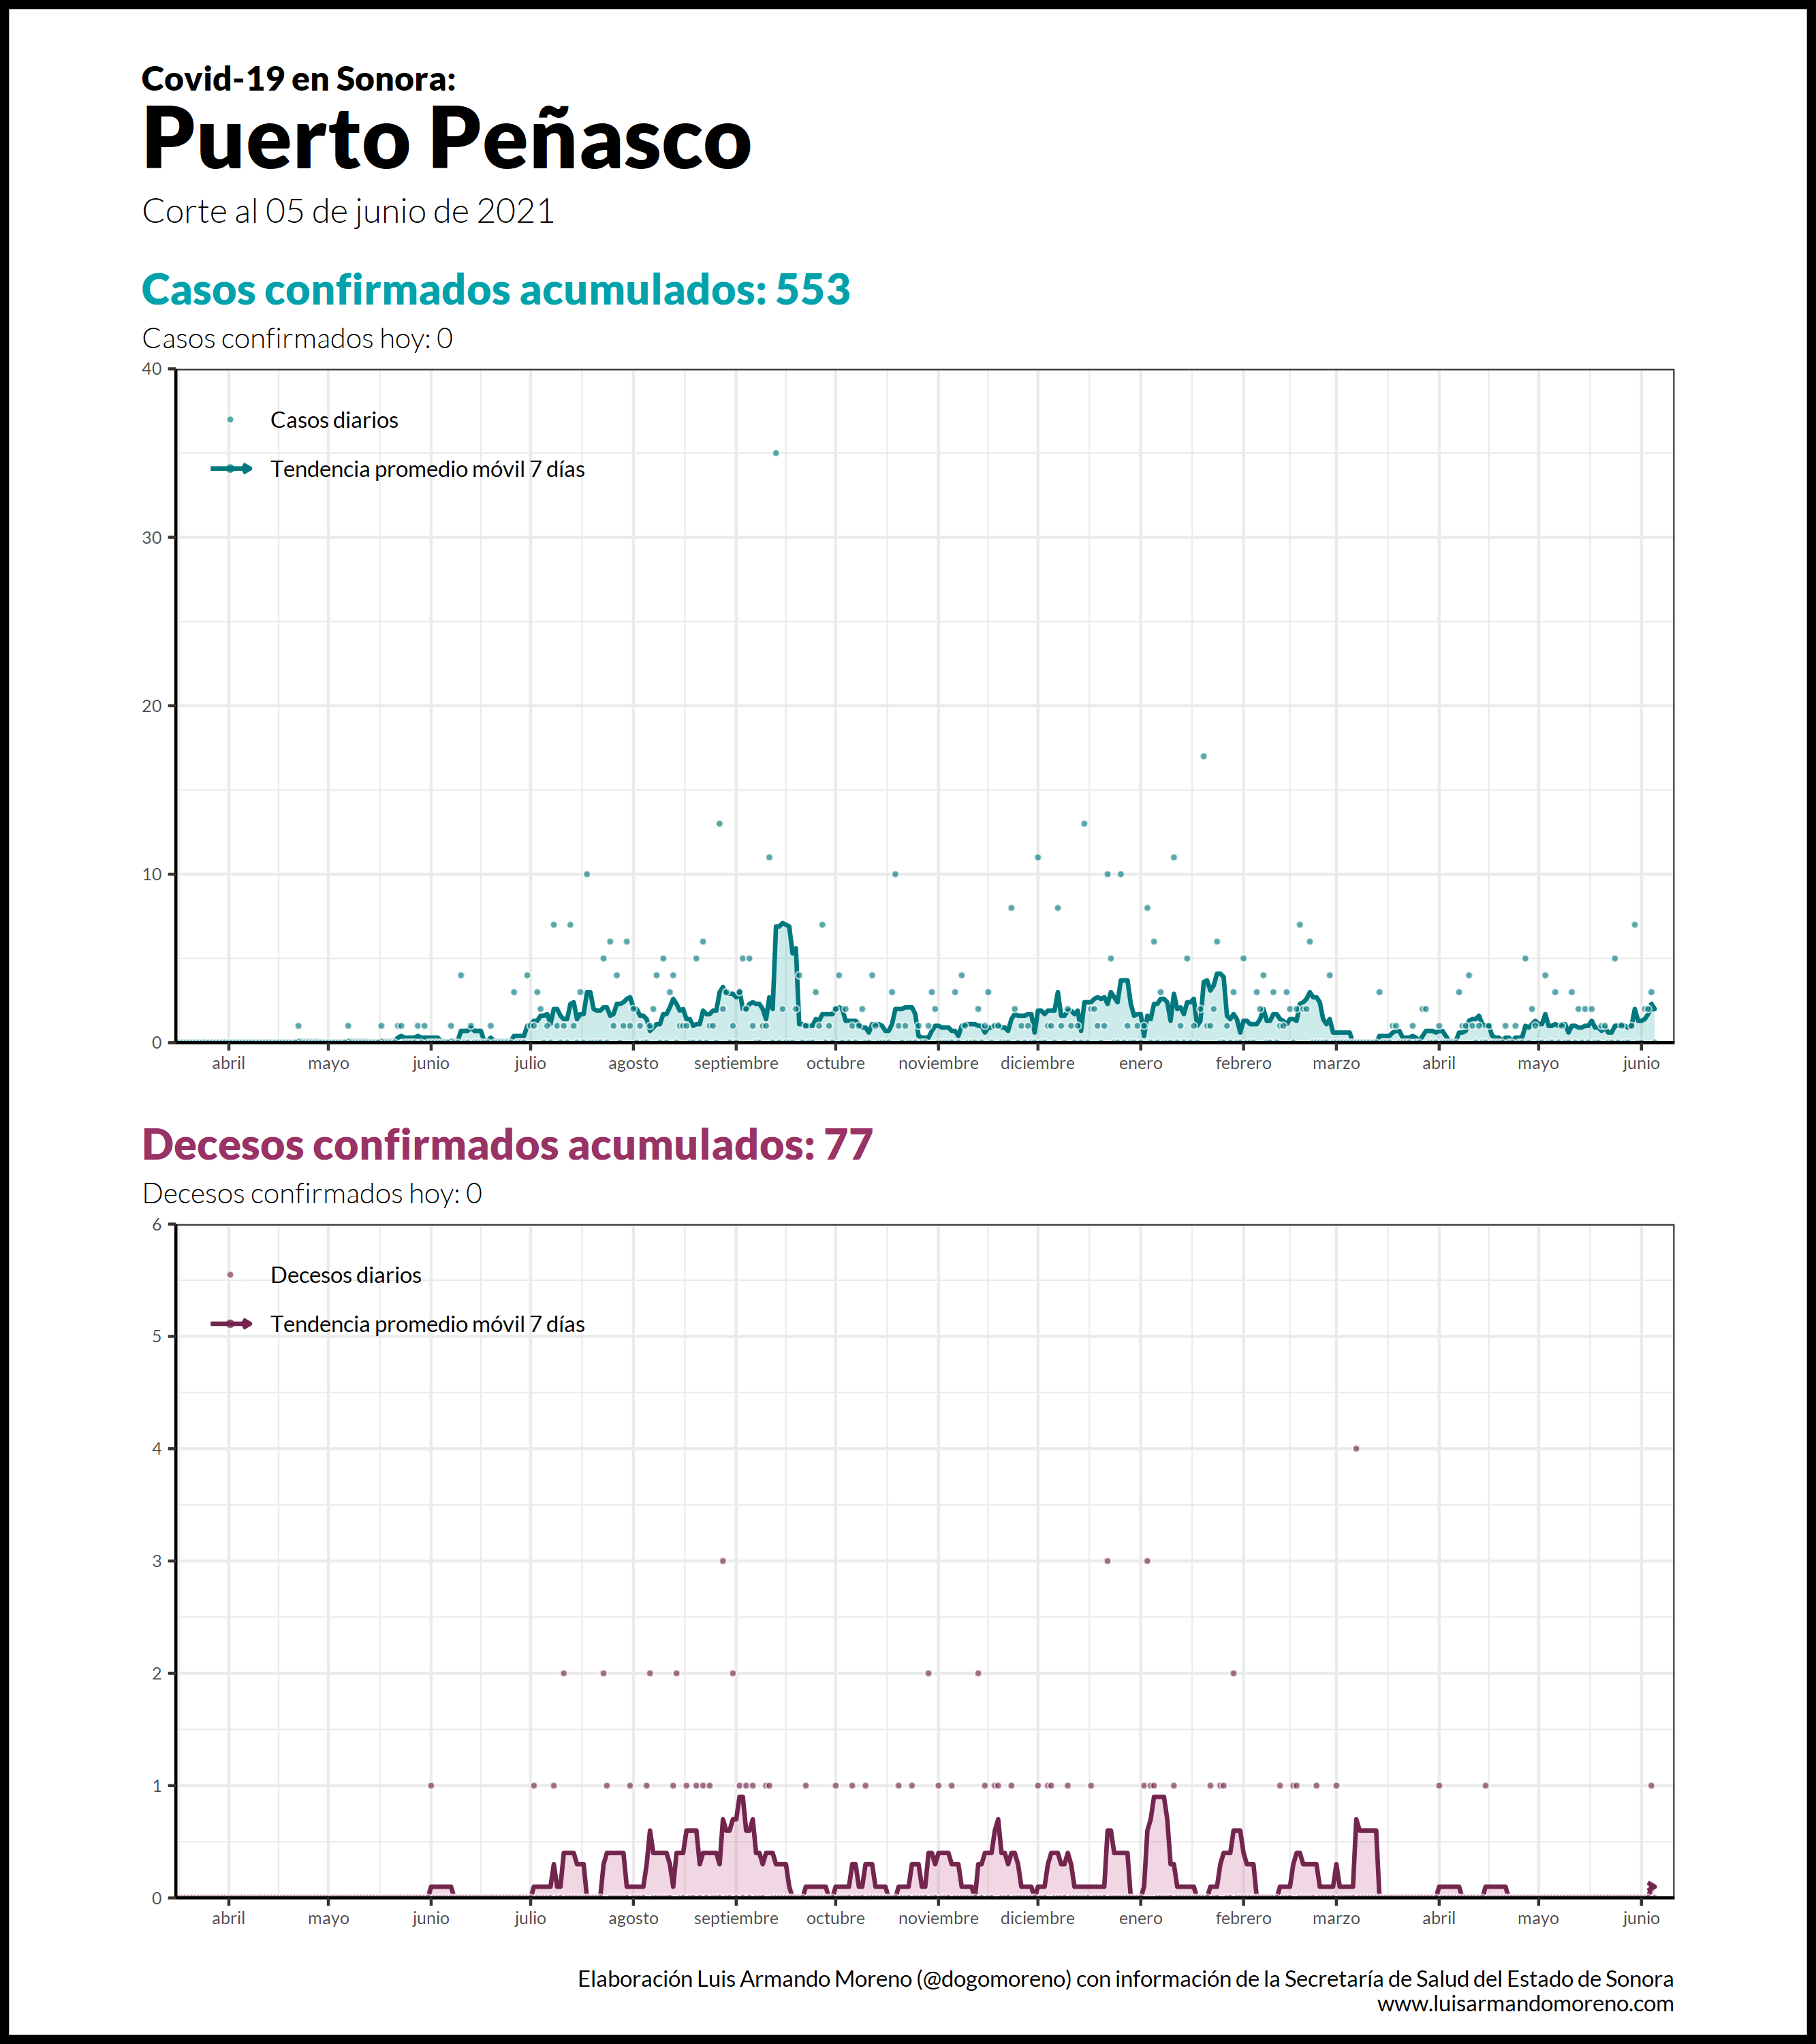 Covid-19 en Sonora:
Puerto Peñasco
Corte al 05 de junio de 2021
Casos confirmados acumulados: 553
Casos confirmados hoy: 0
40
30
20
10
0
Casos diarios
Tendencia promedio móvil 7 días
abril mayo junio julio agosto septiembre octubre noviembre diciembre enero febrero marzo abril mayo junio
Decesos confirmados acumulados: 77
Decesos confirmados hoy: 0
6
5
4
3
2
1
0
Decesos diarios
Tendencia promedio móvil 7 días
abril mayo junio julio agosto septiembre octubre noviembre diciembre enero febrero marzo abril mayo junio
Elaboración Luis Armando Moreno (@dogomoreno) con información de la Secretaría de Salud del Estado de Sonora
www.luisarmandomoreno.com